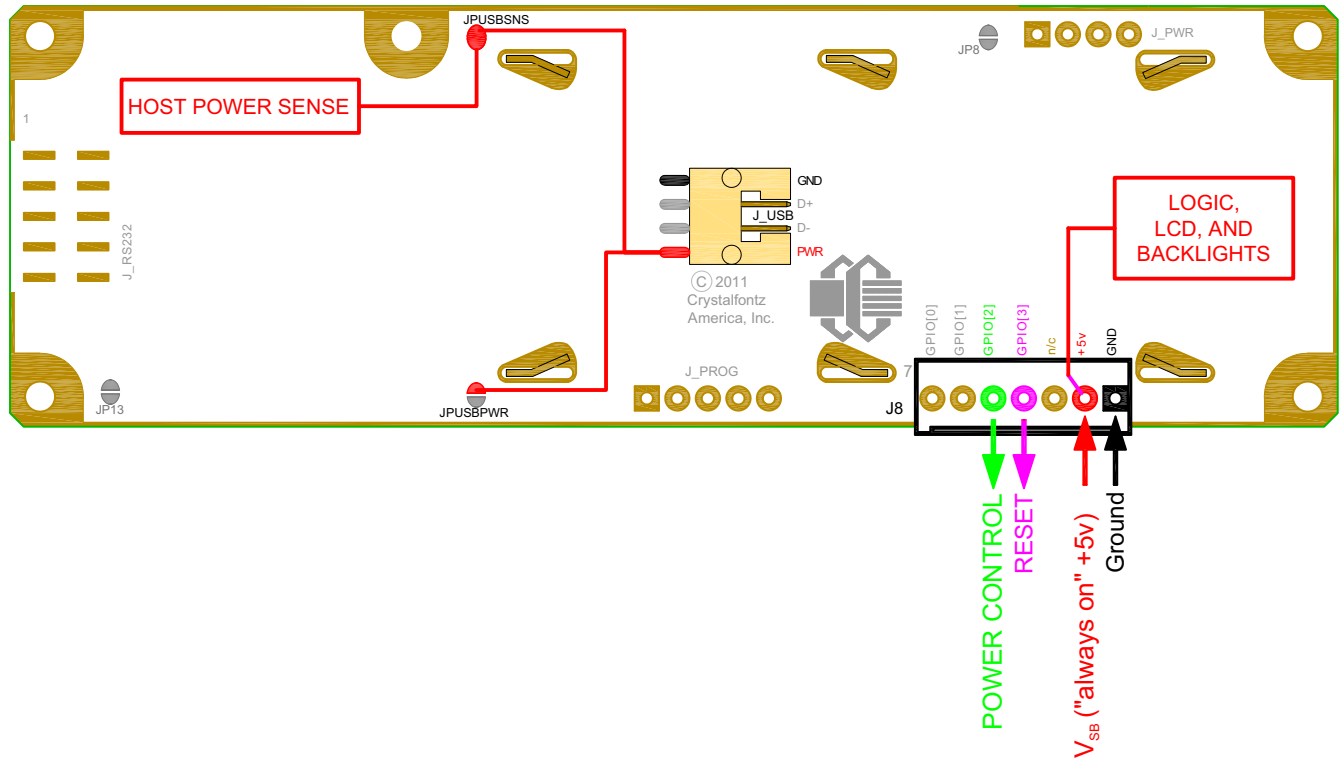 JPUSBSNS
JP8
J_PWR
HOST POWER SENSE
1
GND
D+
J_USB
D-
PWR
J_RS232
LOGIC,
LCD, AND
BACKLIGHTS
© 2011
Crystalfontz
America, Inc.
GPIO[0]
GPIO[1]
GPIO[2]
GPIO[3]
n/c
+5v
GND
J_PROG
7
JP13
JPUSBPWR
J8
POWER CONTROL
RESET
VSB ("always on" +5v)
Ground